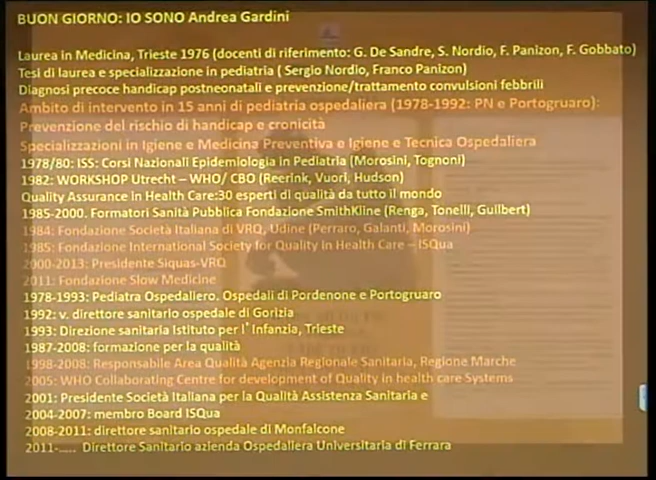 BUON GIORNO: IO SONO Andrea Gardini
Laurea in Medicina, Trieste 1976 (docenti di riferimento: G. De Sandre, S. Nordio, F. Panizon, F. Gobbato)
Tesi di laurea e specializzazione in pediatria ( Sergio Nordio, Franco Panizon)
Diagnosi precoce handicap postneonatali e prevenzione/trattamento convulsioni febbrili
Ambito di intervento in 15 anni di pediatria ospedaliera (1978-1992: PN e Portogruaro):
Prevenzione del rischio di handicap e cronicità
Specializzazioni in Igiene e Medicina Preventiva e Igiene e Tecnica Ospedaliera
1978/80: ISS: Corsi Nazionali Epidemiologia in Pediatria (Morosini, Tognoni)
1982: WORKSHOP Utrecht – WHO/ CBO (Reerink, Vuori, Hudson)
Quality Assurance in Health Care:30 esperti di qualità da tutto il mondo
1985-2000. Formatori Sanità Pubblica Fondazione SmithKline (Renga, Tonelli, Guilbert)
1984: Fondazione Società Italiana di VRQ, Udine (Perraro, Galanti, Morosini)
1985: Fondazione International Society for Quality in Health Care – ISQua
2000-2013: Presidente Siquas-VRQ
2011: Fondazione Slow Medicine
1978-1993: Pediatra Ospedaliero. Ospedali di Pordenone e Portogruaro
1992: v. direttore sanitario ospedale di Gorizia
1993: Direzione sanitaria Istituto per l' Infanzia, Trieste
1987-2008: formazione per la qualità
1998-2008: Responsabile Area Qualità Agenzia Regionale Sanitaria, Regione Marche
2005: WHO Collaborating Centre for development of Quality in health care Systems
2001: Presidente Società Italiana per la Qualità Assistenza Sanitaria e
2004-2007: membro Board ISQua
2008-2011: direttore sanitario ospedale di Monfalcone
2011-..... Direttore Sanitario azienda Ospedaliera Universitaria di Ferrara